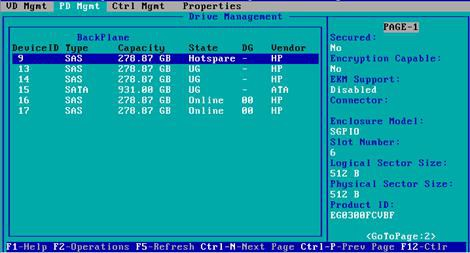 VD Mgmt PD Mgmt Ctrl Mgmt Properties
Drive Management
BackPlane
DeviceID Type Capacity State DG Vendor
9 SAS 278.87 GB Hotspare - HP
13 SAS 278.87 GB UG - HP
14 SAS 278.87 GB UG - HP
15 SATA 931.00 GB UG - ATA
16 SAS 278.87 GB Online 00 HP
17 SAS 278.87 GB Online 00 HP
PAGE-1
Secured:
No
Encryption Capable:
No
EKM Support:
Disabled
Connector:
Enclosure Model:
SGPIO
Slot Number:
6
Logical Sector Size:
512 B
Physical Sector Size:
512 B
Product ID:
EG0300FCVBF
<GoToPage:2>
F1-Help F2-Operations F5-Refresh Ctrl-N-Next Page Ctrl-P-Prev Page F12-Ctlr